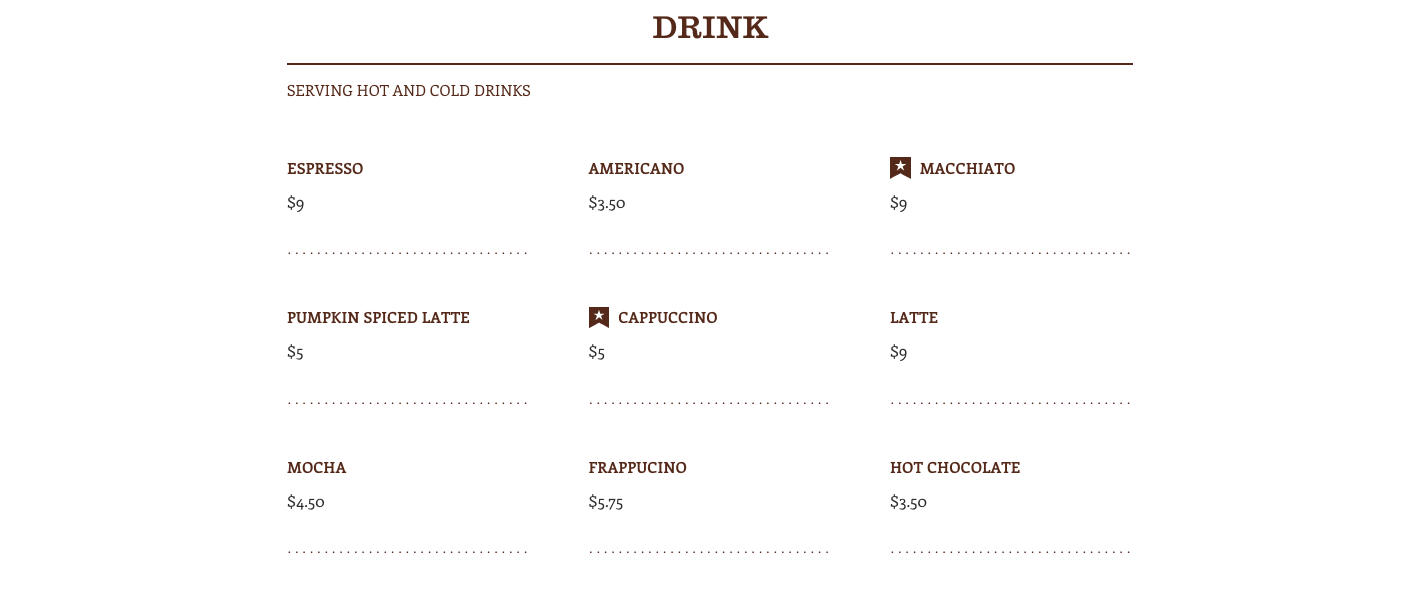 DRINK
SERVING HOT AND COLD DRINKS
ESPRESSO
$9
AMERICANO
$3.50
MACCHIATO
$9
PUMPKIN SPICED LATTE
$5
CAPPUCCINO
$5
LATTE
$9
MOCHA
$4.50
FRAPPUCINO
$5.75
HOT CHOCOLATE
$3.50